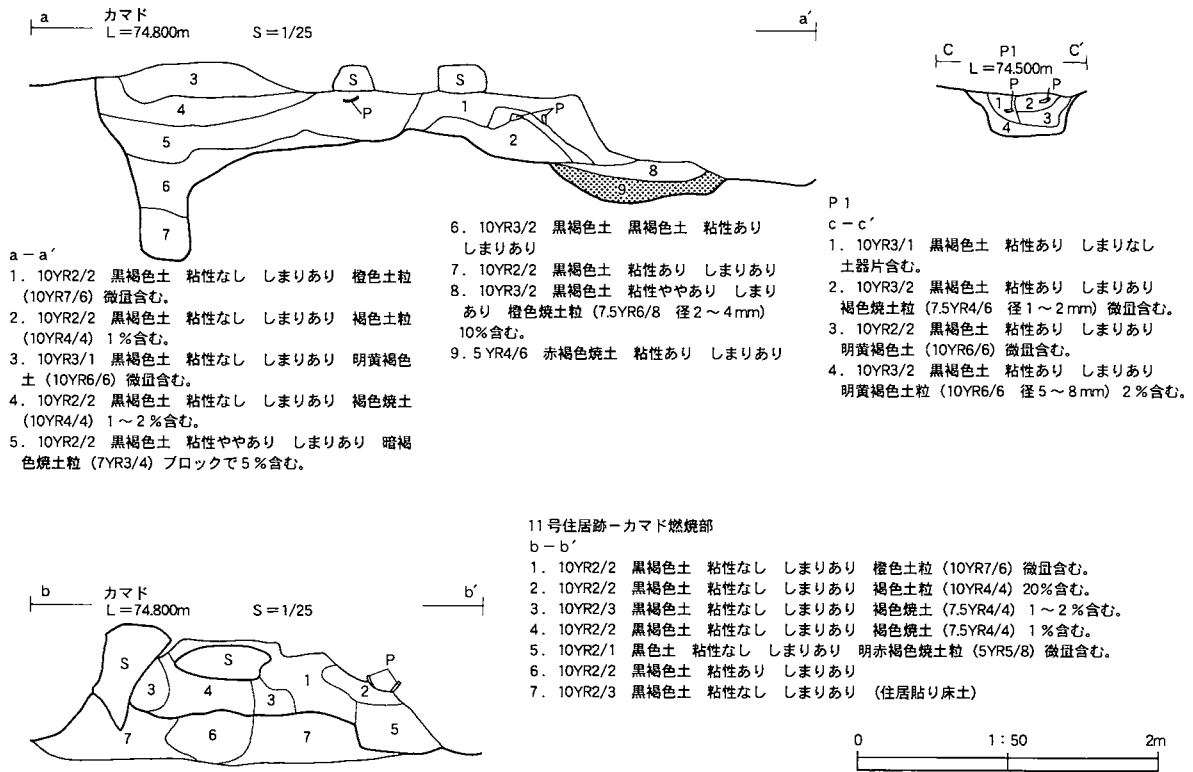 a カマド a′
L=74.800m S=1/25
3
S
S
4
P
1
P
5
2
6
8
9
7
C P1 C′
L=74.500m
P P
1 2
3
4
a-a′
1. 10YR2/2 黒褐色土 粘性なし しまりあり 橙色土粒
(10YR7/6) 微量含む。
2. 10YR2/2 黒褐色土 粘性なし しまりあり 褐色土粒
(10YR4/4) 1%含む。
3. 10YR3/1 黒褐色土 粘性なし しまりあり 明黄褐色
土 (10YR6/6) 微量含む。
4. 10YR2/2 黒褐色土 粘性なし しまりあり 褐色焼土
(10YR4/4) 1~2%含む。
5. 10YR2/2 黒褐色土 粘性ややあり しまりあり 暗褐
色焼土粒 (7YR3/4) ブロックで5%含む。
6. 10YR3/2 黒褐色土 黒褐色土 粘性あり
しまりあり
7. 10YR2/2 黒褐色土 粘性あり しまりあり
8. 10YR3/2 黒褐色土 粘性ややあり しまり
あり 橙色焼土粒 (7.5YR6/8 径2~4mm)
10%含む。
9. 5YR4/6 赤褐色焼土 粘性あり しまりあり
P1
c-c′
1. 10YR3/1 黒褐色土 粘性あり しまりなし
土器片含む。
2. 10YR3/2 黒褐色土 粘性あり しまりあり
褐色焼土粒 (7.5YR4/6 径1~2mm) 微量含む。
3. 10YR2/2 黒褐色土 粘性あり しまりあり
明黄褐色土 (10YR6/6) 微量含む。
4. 10YR3/2 黒褐色土 粘性あり しまりあり
明黄褐色土粒 (10YR6/6 径5~8mm) 2%含む。
b カマド b′
L=74.800m S=1/25
S
S
P
3
4
1
2
3
5
7
6
7
11号住居跡-カマド燃焼部
b-b′
1. 10YR2/2 黒褐色土 粘性なし しまりあり 橙色土粒 (10YR7/6) 微量含む。
2. 10YR2/2 黒褐色土 粘性なし しまりあり 褐色土粒 (10YR4/4) 20%含む。
3. 10YR2/3 黒褐色土 粘性なし しまりあり 褐色焼土 (7.5YR4/4) 1~2%含む。
4. 10YR2/2 黒褐色土 粘性なし しまりあり 褐色焼土 (7.5YR4/4) 1%含む。
5. 10YR2/1 黒色土 粘性なし しまりあり 明赤褐色焼土粒 (5YR5/8) 微量含む。
6. 10YR2/2 黒褐色土 粘性あり しまりあり
7. 10YR2/3 黒褐色土 粘性なし しまりあり (住居貼り床土)
0 1:50 2m